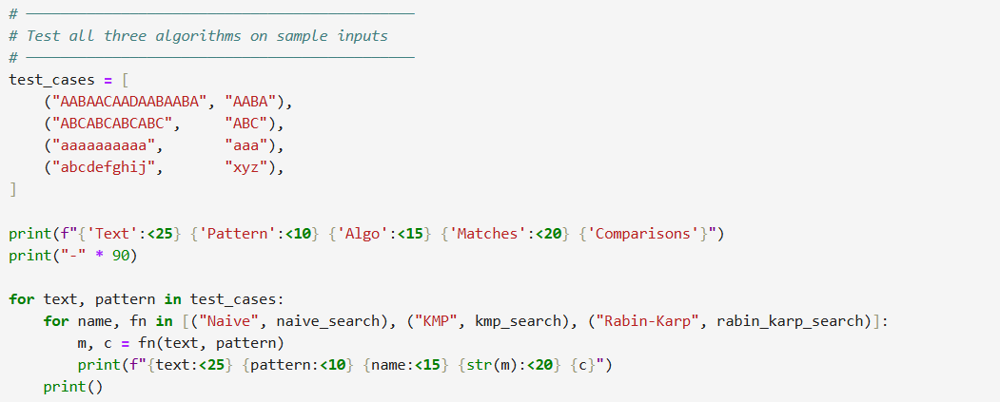 # ─────────────────────────────────────────────
# Test all three algorithms on sample inputs
# ─────────────────────────────────────────────
test_cases = [
    ("AABAACAADAABAABA", "AABA"),
    ("ABCABCABCABC",     "ABC"),
    ("aaaaaaaaaa",       "aaa"),
    ("abcdefghij",       "xyz"),
]

print(f"{'Text':<25} {'Pattern':<10} {'Algo':<15} {'Matches':<20} {'Comparisons'}")
print("-" * 90)

for text, pattern in test_cases:
    for name, fn in [("Naive", naive_search), ("KMP", kmp_search), ("Rabin-Karp", rabin_karp_search)]:
        m, c = fn(text, pattern)
        print(f"{text:<25} {pattern:<10} {name:<15} {str(m):<20} {c}")
    print()